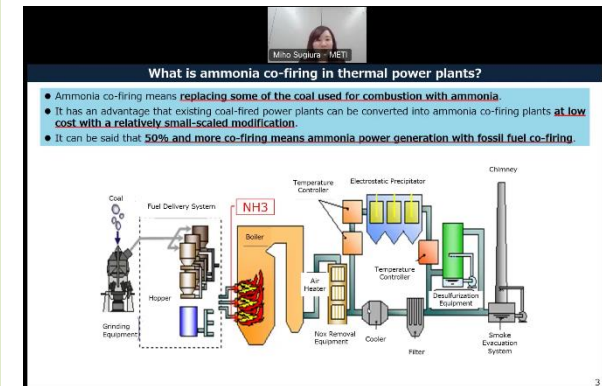 Miho Sugiura - METI
What is ammonia co-firing in thermal power plants?
● Ammonia co-firing means replacing some of the coal used for combustion with ammonia.
● It has an advantage that existing coal-fired power plants can be converted into ammonia co-firing plants at low
cost with a relatively small-scaled modification.
● It can be said that 50% and more co-firing means ammonia power generation with fossil fuel co-firing.
Chimney
Temperature
Controller
Electrostatic Precipitator
Coal
Fuel Delivery System
NH3
Boiler
Air
Heater
Temperature
Controller
Hopper
Desulfurization
Equipment
Grinding
Equipment
Nox Removal
Equipment
Cooler
Filter
Smoke
Evacuation
System
3